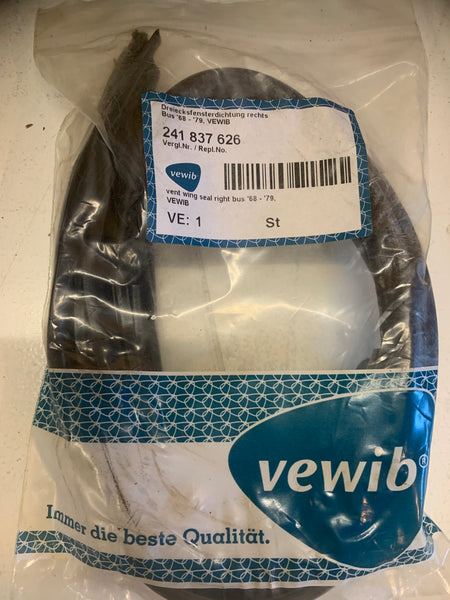 Dreiecksfensterdichtung rechts
Bus '68 - '79, VEWIB
241 837 626
Vergl.Nr. / Repl.No.
vewib
vent wing seal right bus '68 - '79,
VEWIB
VE: 1 St
vewib®
Immer die beste Qualität.